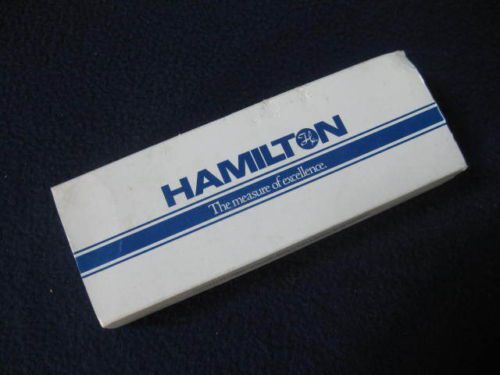 HAMILTON
The measure of excellence.